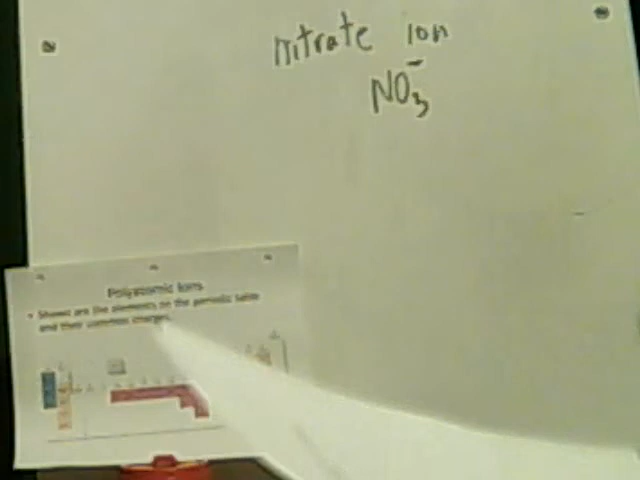 nitrate ion
NO₃⁻
Polyatomic Ions
• Shown are the elements on the periodic table
and their common charges.